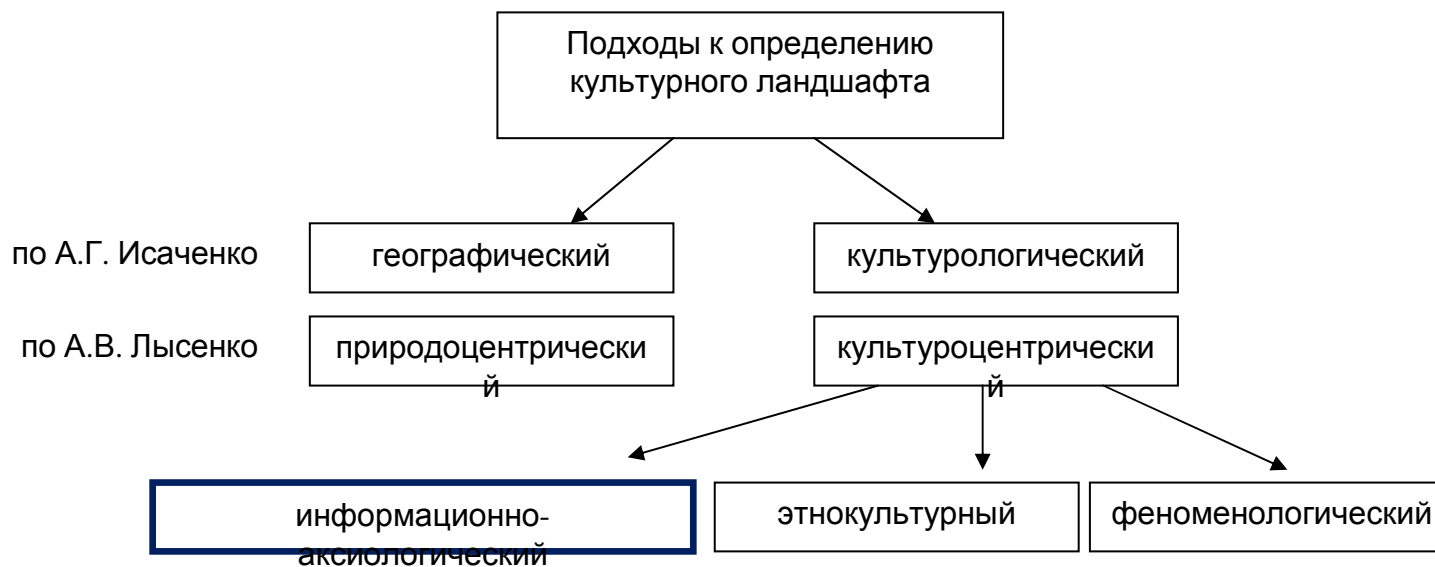 Подходы к определению
культурного ландшафта
по А.Г. Исаченко
географический
культурологический
по А.В. Лысенко
природоцентрически
й
культуроцентрически
й
информационно-
аксиологический
этнокультурный
феноменологический